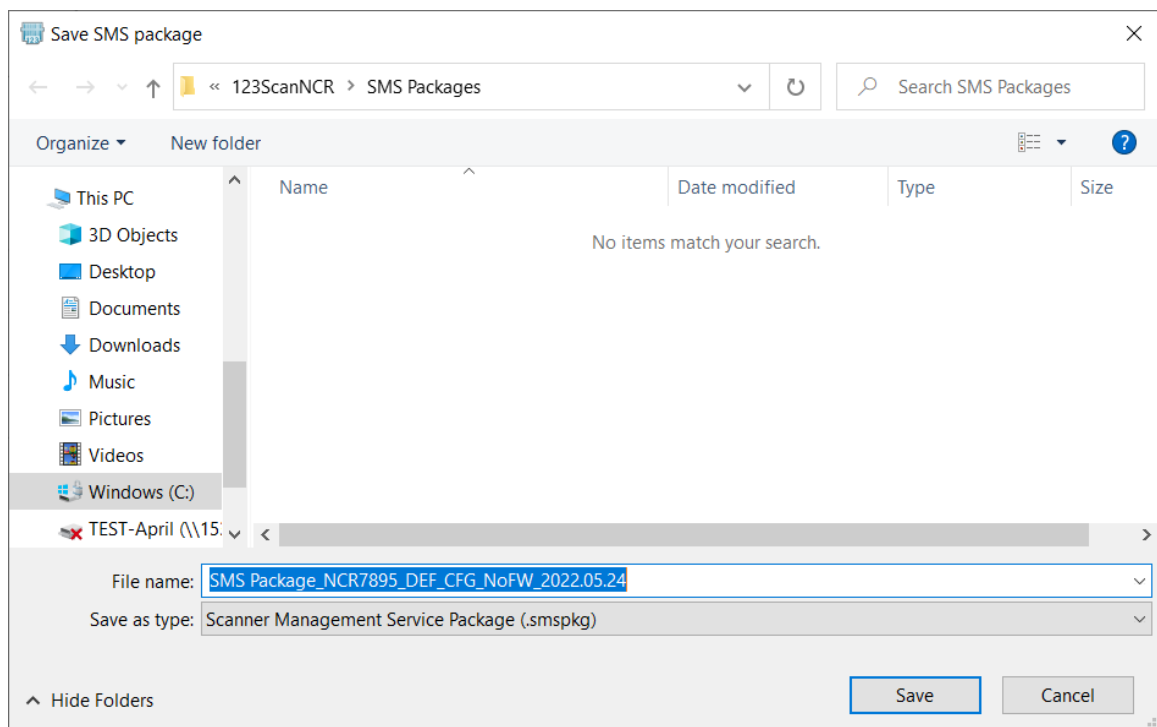 Save SMS package
« 123ScanNCR > SMS Packages
Search SMS Packages
Organize
New folder
?
Name
Date modified
Type
Size
No items match your search.
This PC
3D Objects
Desktop
Documents
Downloads
Music
Pictures
Videos
Windows (C:)
TEST-April (\\15.
File name: SMS Package_NCR7895_DEF_CFG_NoFW_2022.05.24
Save as type: Scanner Management Service Package (.smspkg)
Hide Folders
Save
Cancel